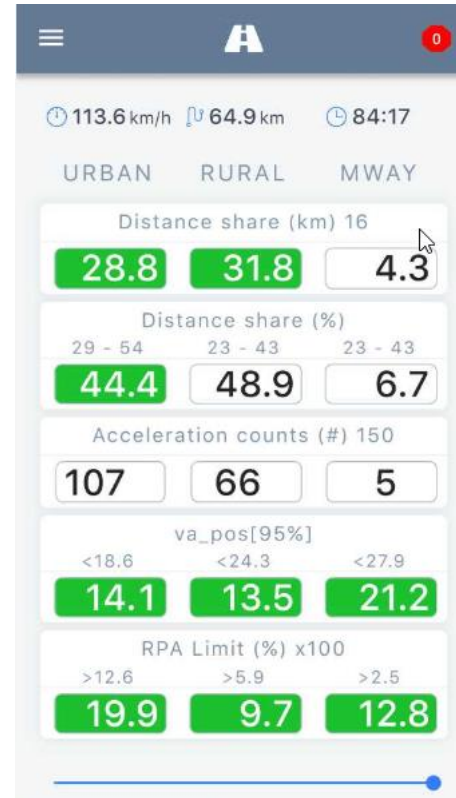 0
113.6 km/h 64.9 km 84:17
URBAN RURAL MWAY
Distance share (km) 16
28.8 31.8 4.3
Distance share (%)
29 - 54 23 - 43 23 - 43
44.4 48.9 6.7
Acceleration counts (#) 150
107 66 5
va_pos[95%]
<18.6 <24.3 <27.9
14.1 13.5 21.2
RPA Limit (%) x100
>12.6 >5.9 >2.5
19.9 9.7 12.8